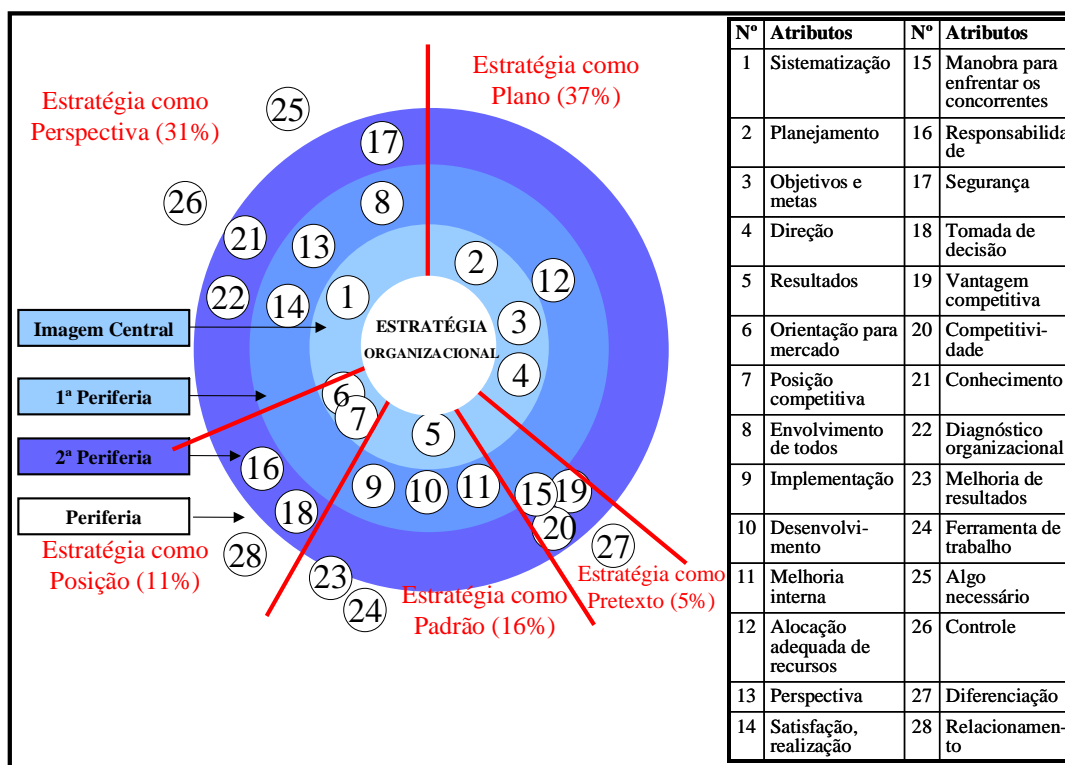 Estratégia como
Perspectiva (31%)
Estratégia como
Plano (37%)
25
17
26
8
21
13
2
12
22
14
1
3
ESTRATÉGIA
ORGANIZACIONAL
4
Imagem Central
1ª Periferia
2ª Periferia
Periferia
6
7
5
16
9
10
11
15
19
18
20
28
23
24
27
Estratégia como
Posição (11%)
Estratégia como
Padrão (16%)
Estratégia como
Pretexto (5%)
Nº Atributos Nº Atributos
1 Sistematização 15 Manobra para
enfrentar os
concorrentes
2 Planejamento 16 Responsabilida
de
3 Objetivos e
metas
17 Segurança
4 Direção 18 Tomada de
decisão
5 Resultados 19 Vantagem
competitiva
6 Orientação para
mercado
20 Competitivi-
dade
7 Posição
competitiva
21 Conhecimento
8 Envolvimento
de todos
22 Diagnóstico
organizacional
9 Implementação 23 Melhoria de
resultados
10 Desenvolvi-
mento
24 Ferramenta de
trabalho
11 Melhoria
interna
25 Algo
necessário
12 Alocação
adequada de
recursos
26 Controle
13 Perspectiva 27 Diferenciação
14 Satisfação,
realização
28 Relacionamen-
to